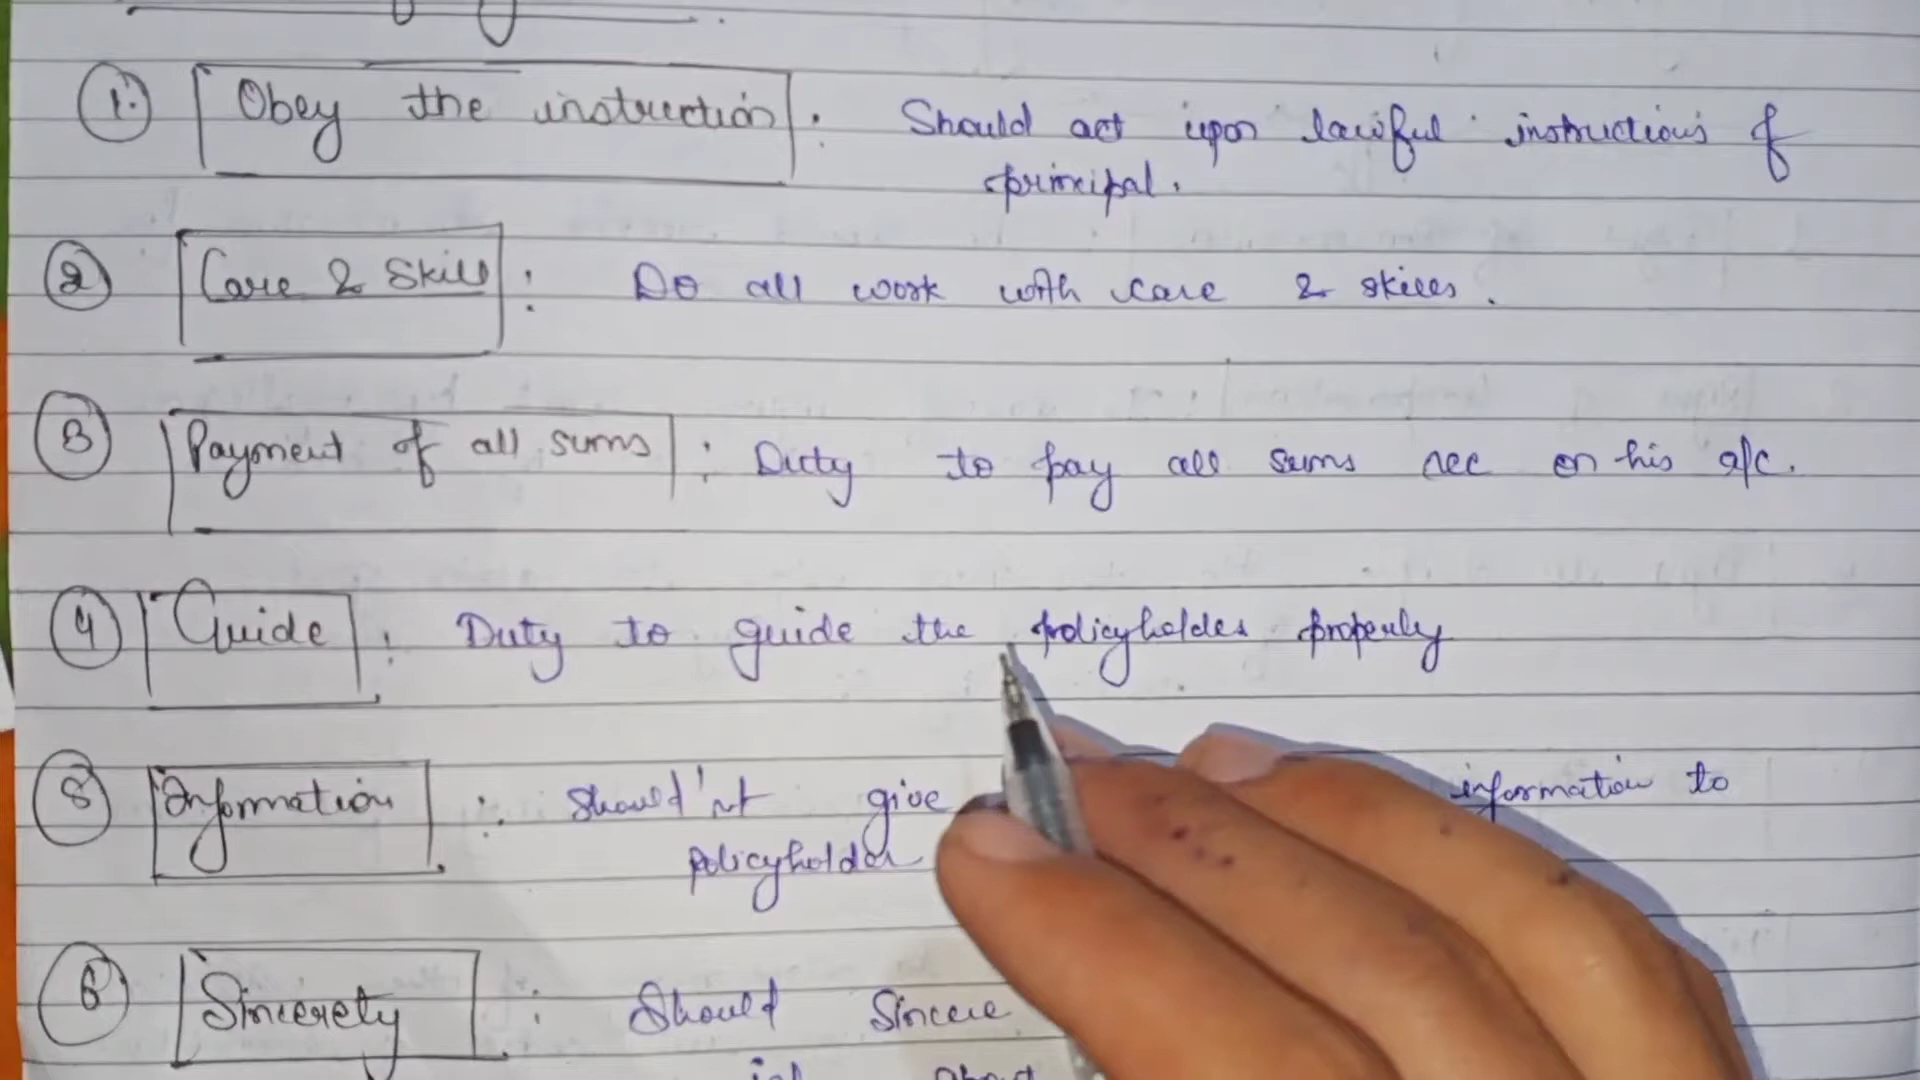 1. Obey the instruction : Should act upon lawful instructions of
principal.
2 Care & Skill : Do all work with care & skills.
3 Payment of all sums : Duty to pay all sums rec on his a/c.
4 Guide : Duty to guide the policyholder properly
5 Information : Should'nt give information to
policyholder
6 Sincerety : Should Sincere